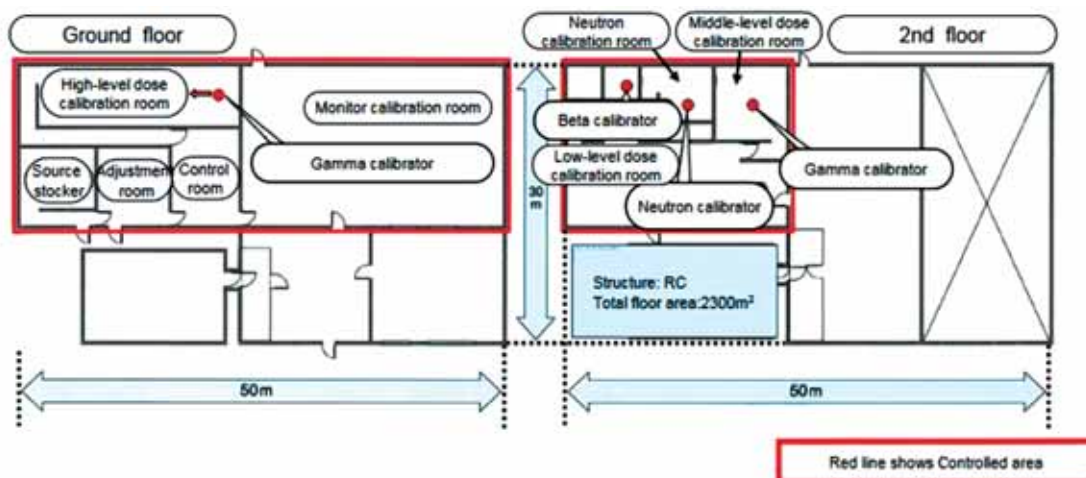 Ground floor
High-level dose
calibration room
Monitor calibration room
Gamma calibrator
Source
stocker
Adjustment
room
Control
room
Neutron
calibration room
Middle-level dose
calibration room
2nd floor
Beta calibrator
Low-level dose
calibration room
Gamma calibrator
Neutron calibrator
30
m
Structure: RC
Total floor area:2300m²
50m
50m
Red line shows Controlled area